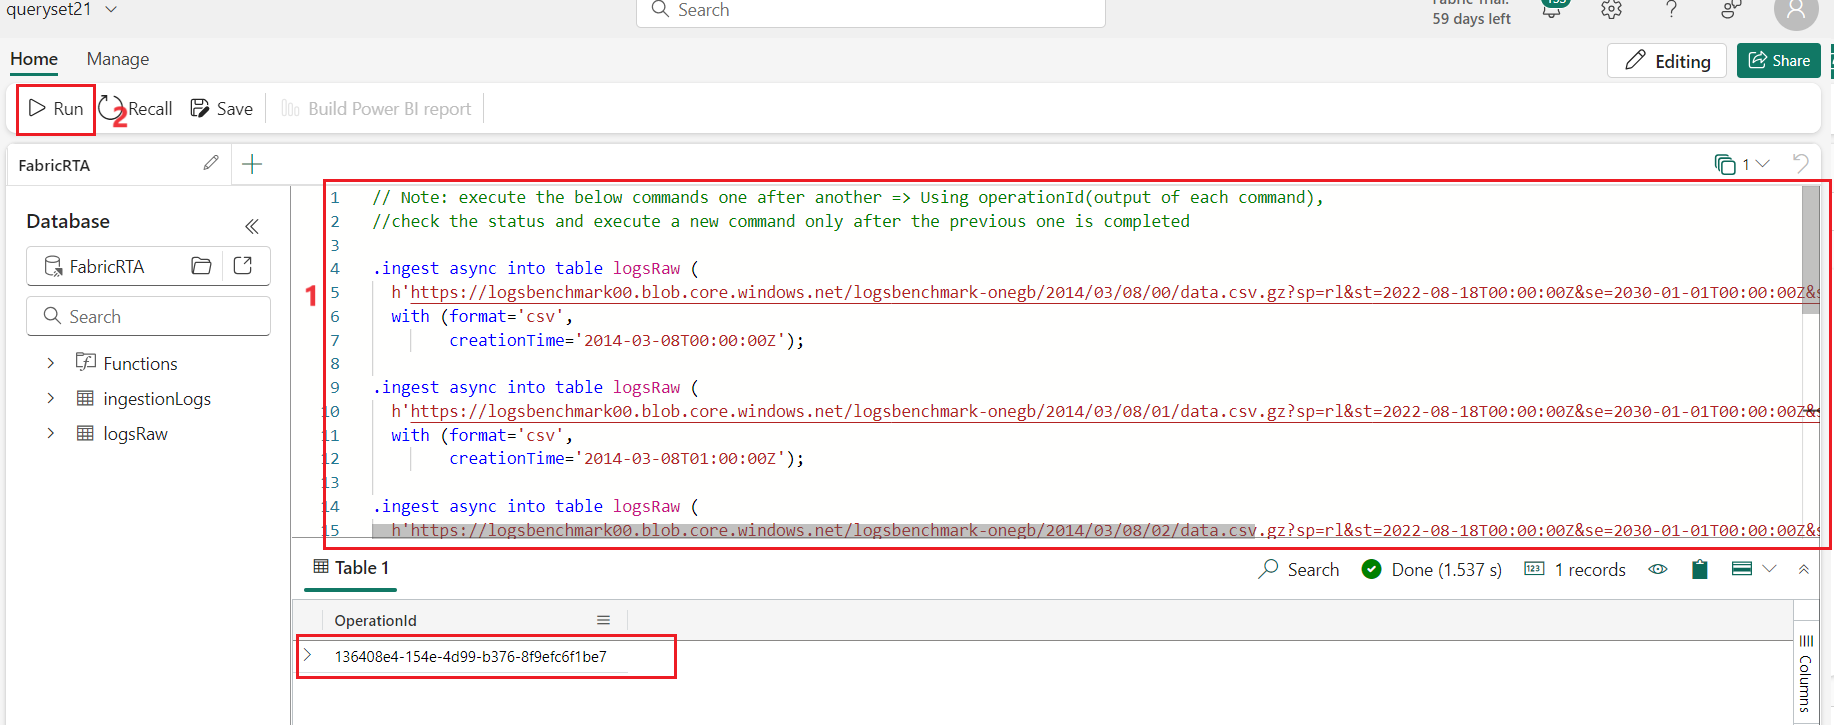 queryset21
Search
Fabric Trial:
59 days left
Home
Manage
Editing
Share
Run
2
Recall
Save
Build Power BI report
FabricRTA
1
Database
FabricRTA
Search
Functions
ingestionLogs
logsRaw
1
1 // Note: execute the below commands one after another => Using operationId(output of each command),
2 //check the status and execute a new command only after the previous one is completed
3
4 .ingest async into table logsRaw (
5 h'https://logsbenchmark00.blob.core.windows.net/logsbenchmark-onegb/2014/03/08/00/data.csv.gz?sp=rl&st=2022-08-18T00:00:00Z&se=2030-01-01T00:00:00Z&s
6 with (format='csv',
7 creationTime='2014-03-08T00:00:00Z');
8
9 .ingest async into table logsRaw (
10 h'https://logsbenchmark00.blob.core.windows.net/logsbenchmark-onegb/2014/03/08/01/data.csv.gz?sp=rl&st=2022-08-18T00:00:00Z&se=2030-01-01T00:00:00Z&s
11 with (format='csv',
12 creationTime='2014-03-08T01:00:00Z');
13
14 .ingest async into table logsRaw (
15 h'https://logsbenchmark00.blob.core.windows.net/logsbenchmark-onegb/2014/03/08/02/data.csv.gz?sp=rl&st=2022-08-18T00:00:00Z&se=2030-01-01T00:00:00Z&s
Table 1
Search
Done (1.537 s)
123
1 records
OperationId
136408e4-154e-4d99-b376-8f9efc6f1be7
Columns